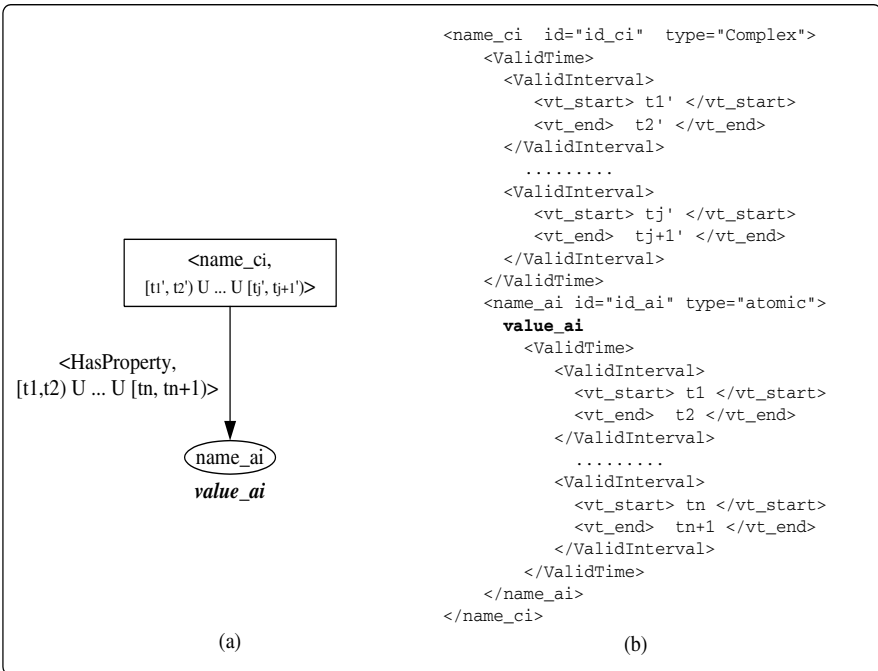 <name_ci,
[t1', t2') U ... U [tj', tj+1')>
<HasProperty,
[t1,t2) U ... U [tn, tn+1)>
name_ai
value_ai
(a)
<name_ci id="id_ci" type="Complex">
<ValidTime>
<ValidInterval>
<vt_start> t1' </vt_start>
<vt_end> t2' </vt_end>
</ValidInterval>
.........
<ValidInterval>
<vt_start> tj' </vt_start>
<vt_end> tj+1' </vt_end>
</ValidInterval>
</ValidTime>
<name_ai id="id_ai" type="atomic">
value_ai
<ValidTime>
<ValidInterval>
<vt_start> t1 </vt_start>
<vt_end> t2 </vt_end>
</ValidInterval>
.........
<ValidInterval>
<vt_start> tn </vt_start>
<vt_end> tn+1 </vt_end>
</ValidInterval>
</ValidTime>
</name_ai>
</name_ci>
(b)